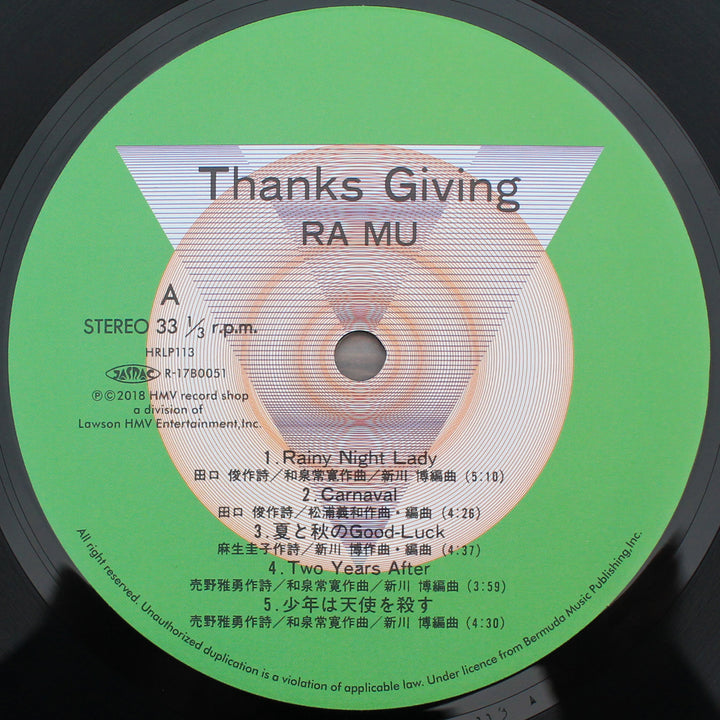 Thanks Giving
RA MU
A
STEREO 33 1/3 r.p.m.
HRLP113
JASRAC R-17B0051
ⓅⒸ2018 HMV record shop
a division of
Lawson HMV Entertainment,Inc.
1.Rainy Night Lady
田口 俊作詩／和泉常寛作曲／新川 博編曲 (5:10)
2.Carnaval
田口 俊作詩／松浦義和作曲・編曲 (4:26)
3.夏と秋のGood-Luck
麻生圭子作詩／新川 博作曲・編曲 (4:37)
4.Two Years After
売野雅勇作詩／和泉常寛作曲／新川 博編曲 (3:59)
5.少年は天使を殺す
売野雅勇作詩／和泉常寛作曲／新川 博編曲 (4:30)
All right reserved. Unauthorized duplication is a violation of applicable law. Under licence from Bermuda Music Publishing,Inc.
113 A